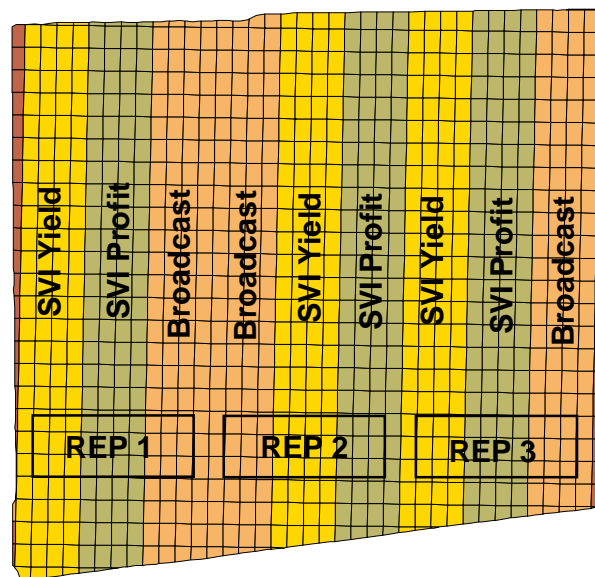 SVI Yield
SVI Profit
Broadcast
Broadcast
SVI Yield
SVI Profit
SVI Yield
SVI Profit
Broadcast
REP 1
REP 2
REP 3